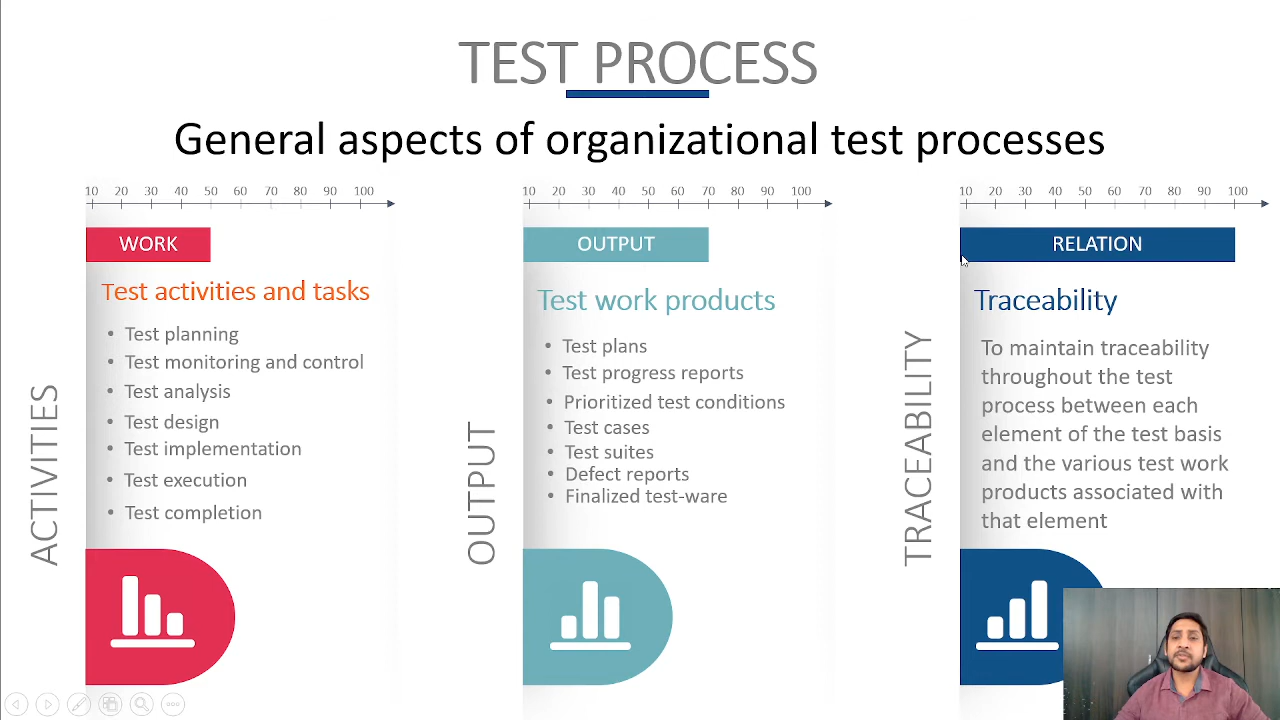 TEST PROCESS
General aspects of organizational test processes
10 20 30 40 50 60 70 80 90 100
WORK
Test activities and tasks
• Test planning
• Test monitoring and control
• Test analysis
• Test design
• Test implementation
• Test execution
• Test completion
ACTIVITIES
10 20 30 40 50 60 70 80 90 100
OUTPUT
Test work products
• Test plans
• Test progress reports
• Prioritized test conditions
• Test cases
• Test suites
• Defect reports
• Finalized test-ware
OUTPUT
10 20 30 40 50 60 70 80 90 100
RELATION
Traceability
To maintain traceability
throughout the test
process between each
element of the test basis
and the various test work
products associated with
that element
TRACEABILITY